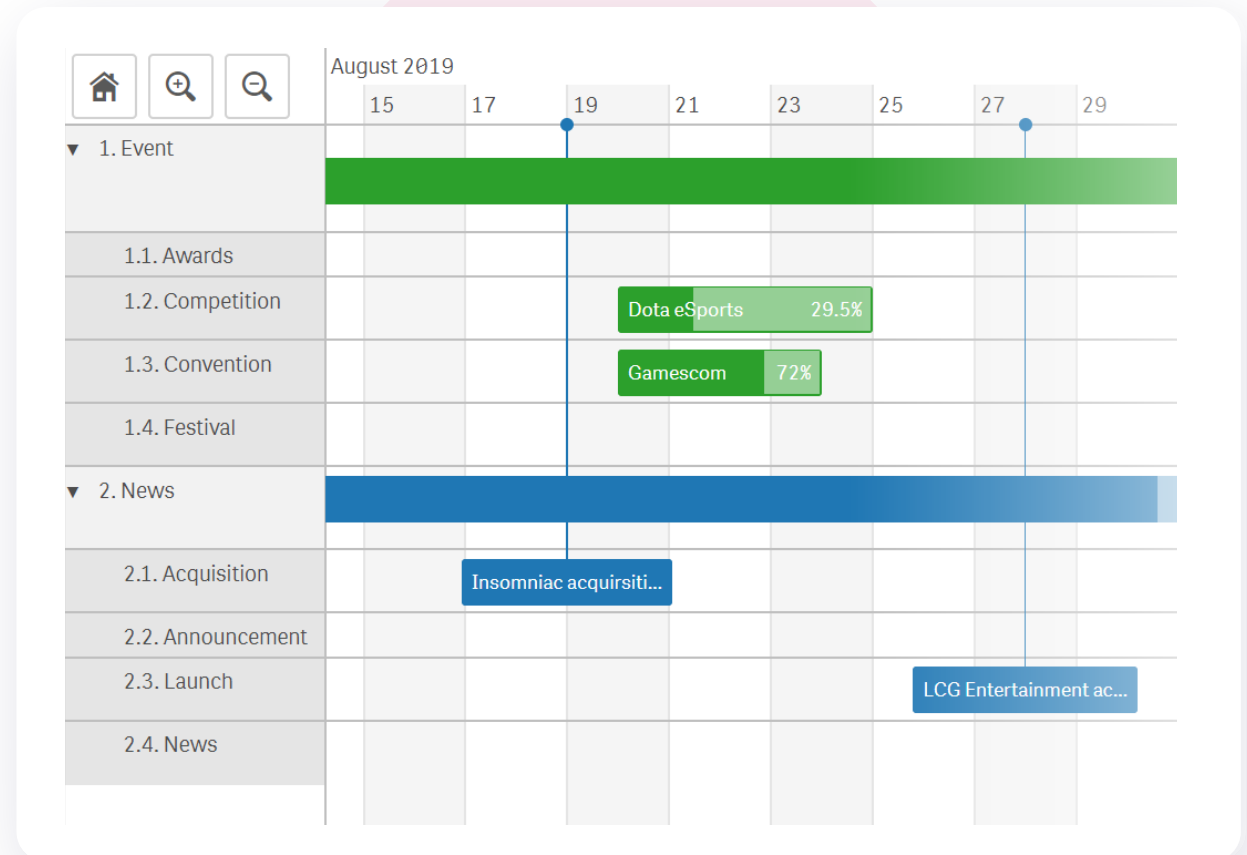 August 2019
15 17 19 21 23 25 27 29
▼ 1. Event
1.1. Awards
1.2. Competition
Dota eSports 29.5%
1.3. Convention
Gamescom 72%
1.4. Festival
▼ 2. News
2.1. Acquisition
Insomniac acquirsiti...
2.2. Announcement
2.3. Launch
LCG Entertainment ac...
2.4. News